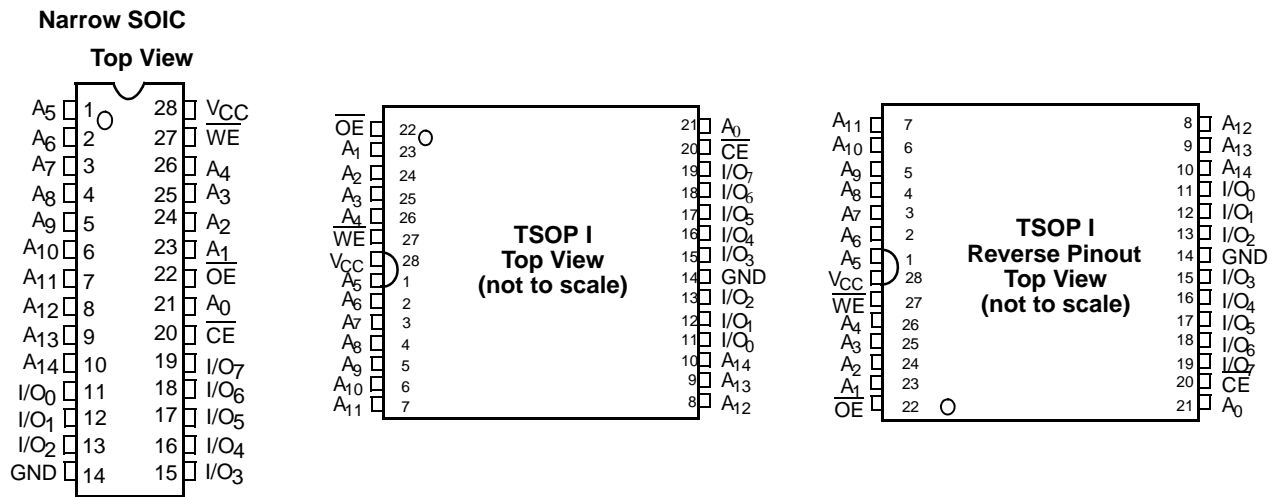 Narrow SOIC
Top View
A5 1 28 VCC
A6 2 27 WE
A7 3 26 A4
A8 4 25 A3
A9 5 24 A2
A10 6 23 A1
A11 7 22 OE
A12 8 21 A0
A13 9 20 CE
A14 10 19 I/O7
I/O0 11 18 I/O6
I/O1 12 17 I/O5
I/O2 13 16 I/O4
GND 14 15 I/O3
OE 22 21 A0
A1 23 20 CE
A2 24 19 I/O7
A3 25 18 I/O6
A4 26 17 I/O5
WE 27 16 I/O4
VCC 28 15 I/O3
A5 1 14 GND
A6 2 13 I/O2
A7 3 12 I/O1
A8 4 11 I/O0
A9 5 10 A14
A10 6 9 A13
A11 7 8 A12
TSOP I
Top View
(not to scale)
A11 7 8 A12
A10 6 9 A13
A9 5 10 A14
A8 4 11 I/O0
A7 3 12 I/O1
A6 2 13 I/O2
A5 1 14 GND
VCC 28 15 I/O3
WE 27 16 I/O4
A4 26 17 I/O5
A3 25 18 I/O6
A2 24 19 I/O7
A1 23 20 CE
OE 22 21 A0
TSOP I
Reverse Pinout
Top View
(not to scale)